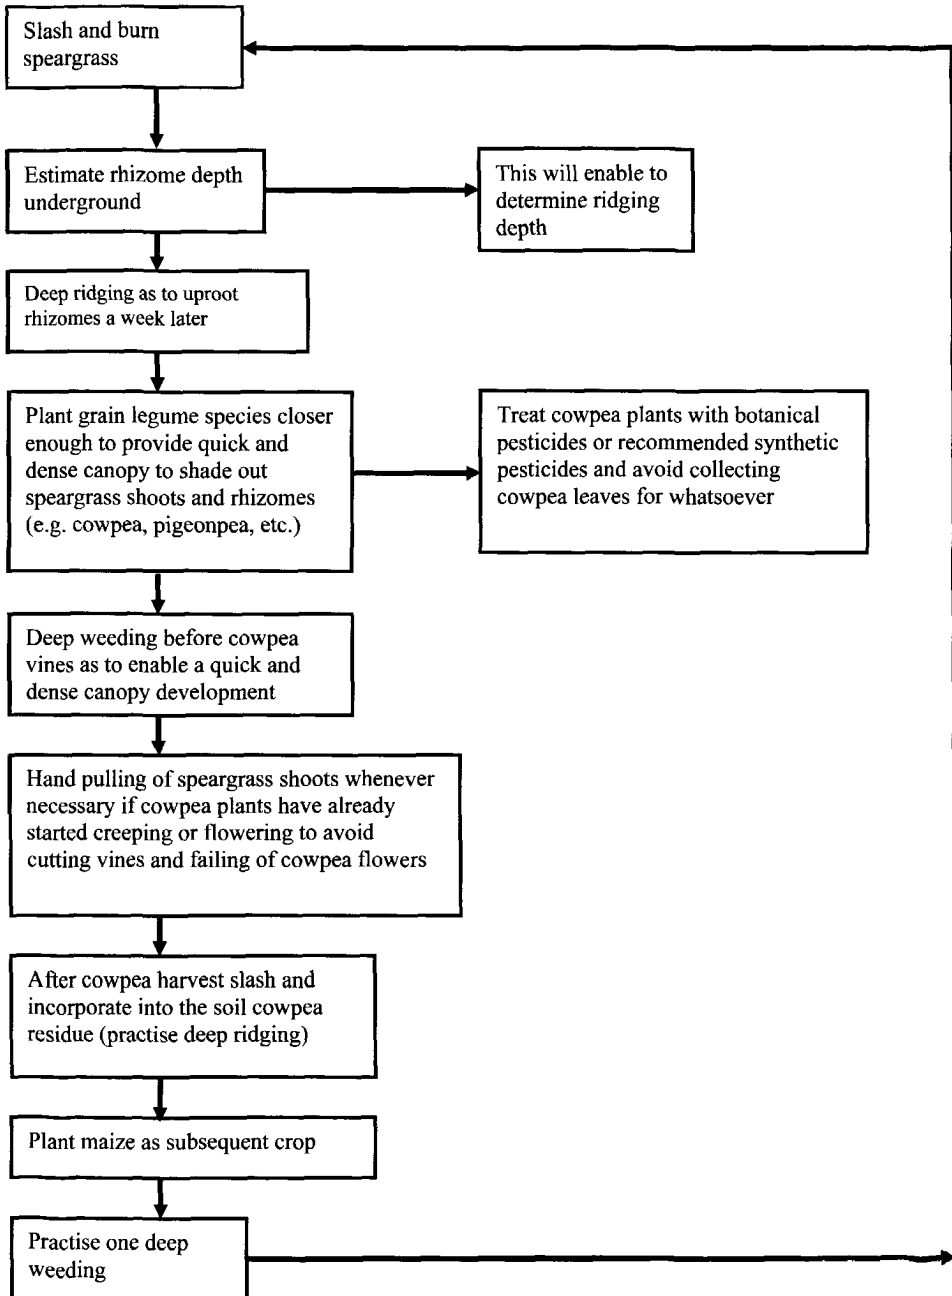 Slash and burn
speargrass
Estimate rhizome depth
underground
This will enable to
determine ridging
depth
Deep ridging as to uproot
rhizomes a week later
Plant grain legume species closer
enough to provide quick and
dense canopy to shade out
speargrass shoots and rhizomes
(e.g. cowpea, pigeonpea, etc.)
Treat cowpea plants with botanical
pesticides or recommended synthetic
pesticides and avoid collecting
cowpea leaves for whatsoever
Deep weeding before cowpea
vines as to enable a quick and
dense canopy development
Hand pulling of speargrass shoots whenever
necessary if cowpea plants have already
started creeping or flowering to avoid
cutting vines and failing of cowpea flowers
After cowpea harvest slash and
incorporate into the soil cowpea
residue (practise deep ridging)
Plant maize as subsequent crop
Practise one deep
weeding